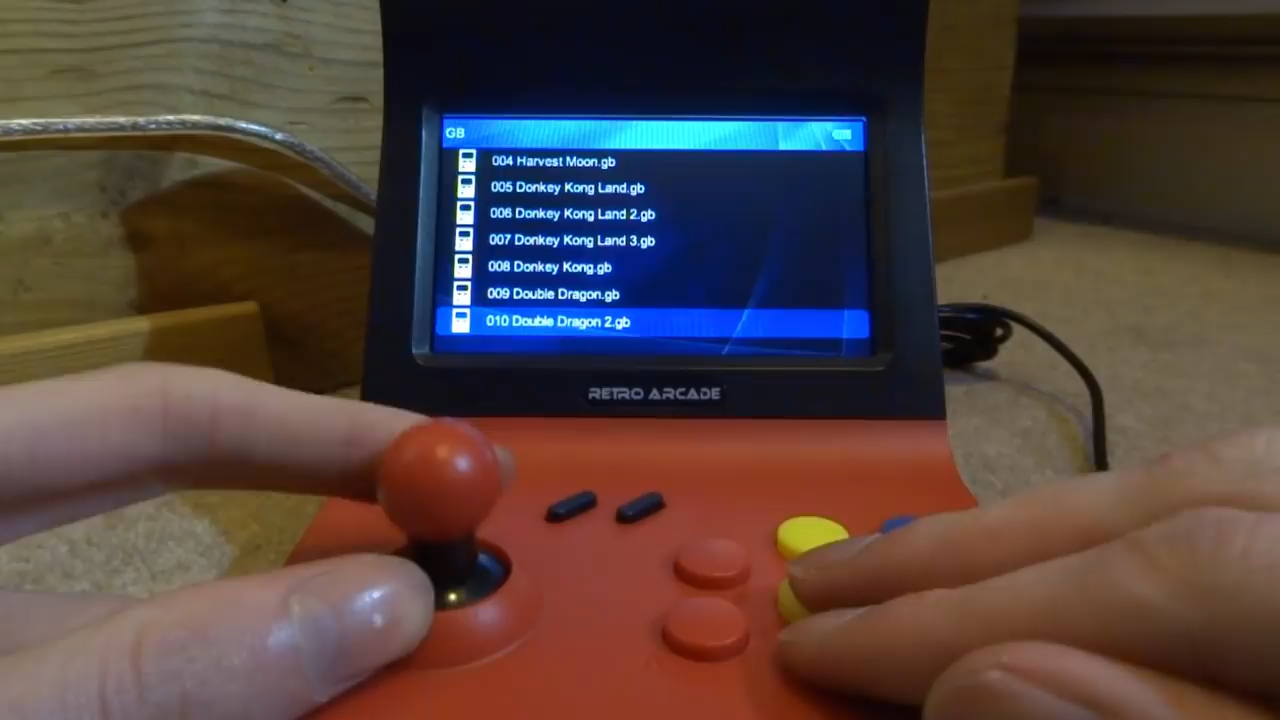 GB
004 Harvest Moon.gb
005 Donkey Kong Land.gb
006 Donkey Kong Land 2.gb
007 Donkey Kong Land 3.gb
008 Donkey Kong.gb
009 Double Dragon.gb
010 Double Dragon 2.gb
RETRO ARCADE